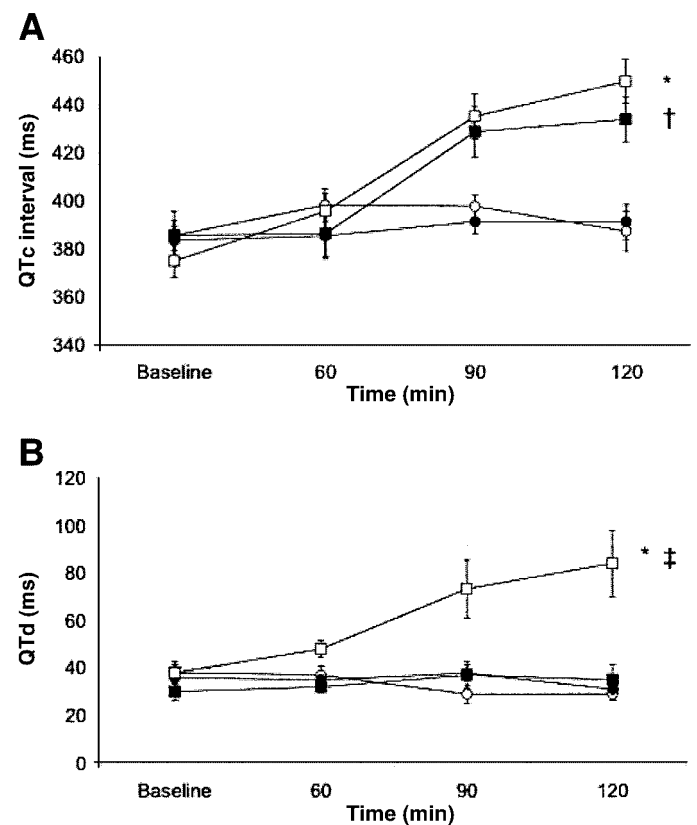 A
460
440
420
400
380
360
340
QTc interval (ms)
*
†
Baseline 60 90 120
Time (min)
B
120
100
80
60
40
20
0
QTd (ms)
* ‡
Baseline 60 90 120
Time (min)